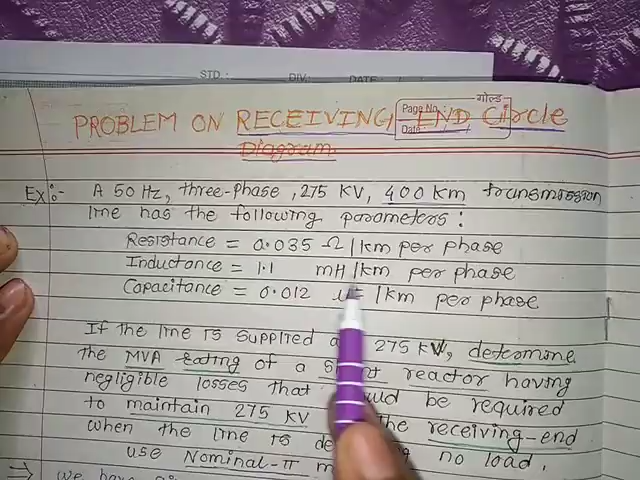 STD.: DIV.: DATE:
गोल्ड
Page No.:
Date:
PROBLEM ON RECEIVING END Circle
Diagram
Ex:- A 50 Hz, three-phase, 275 KV, 400 km transmission
line has the following parameters:
Resistance = 0.035 Ω/km per phase
Inductance = 1.1 mH/km per phase
Capacitance = 0.012 /km per phase
If the line is supplied 275 KV, determine
the MVA rating of a reactor having
negligible losses that be required
to maintain 275 KV the receiving-end
when the line is no load.
use Nominal-π
⇒ we have